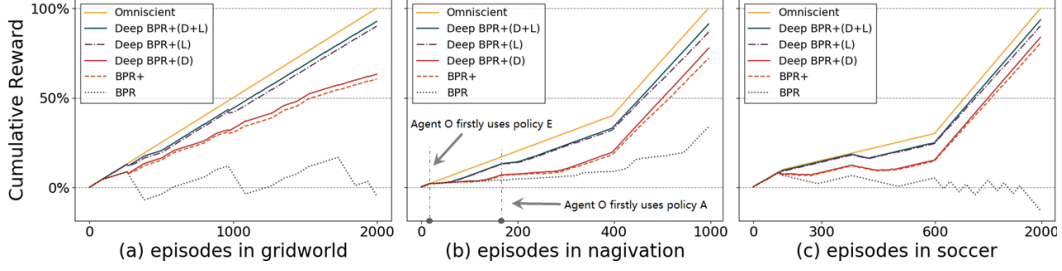 Cumulative Reward
100%
50%
0%
Omniscient
Deep BPR+(D+L)
Deep BPR+(L)
Deep BPR+(D)
BPR+
BPR
0
1000
2000
(a) episodes in gridworld
Omniscient
Deep BPR+(D+L)
Deep BPR+(L)
Deep BPR+(D)
BPR+
BPR
Agent O firstly uses policy E
Agent O firstly uses policy A
0
200
400
1000
(b) episodes in nagivation
Omniscient
Deep BPR+(D+L)
Deep BPR+(L)
Deep BPR+(D)
BPR+
BPR
0
300
600
2000
(c) episodes in soccer